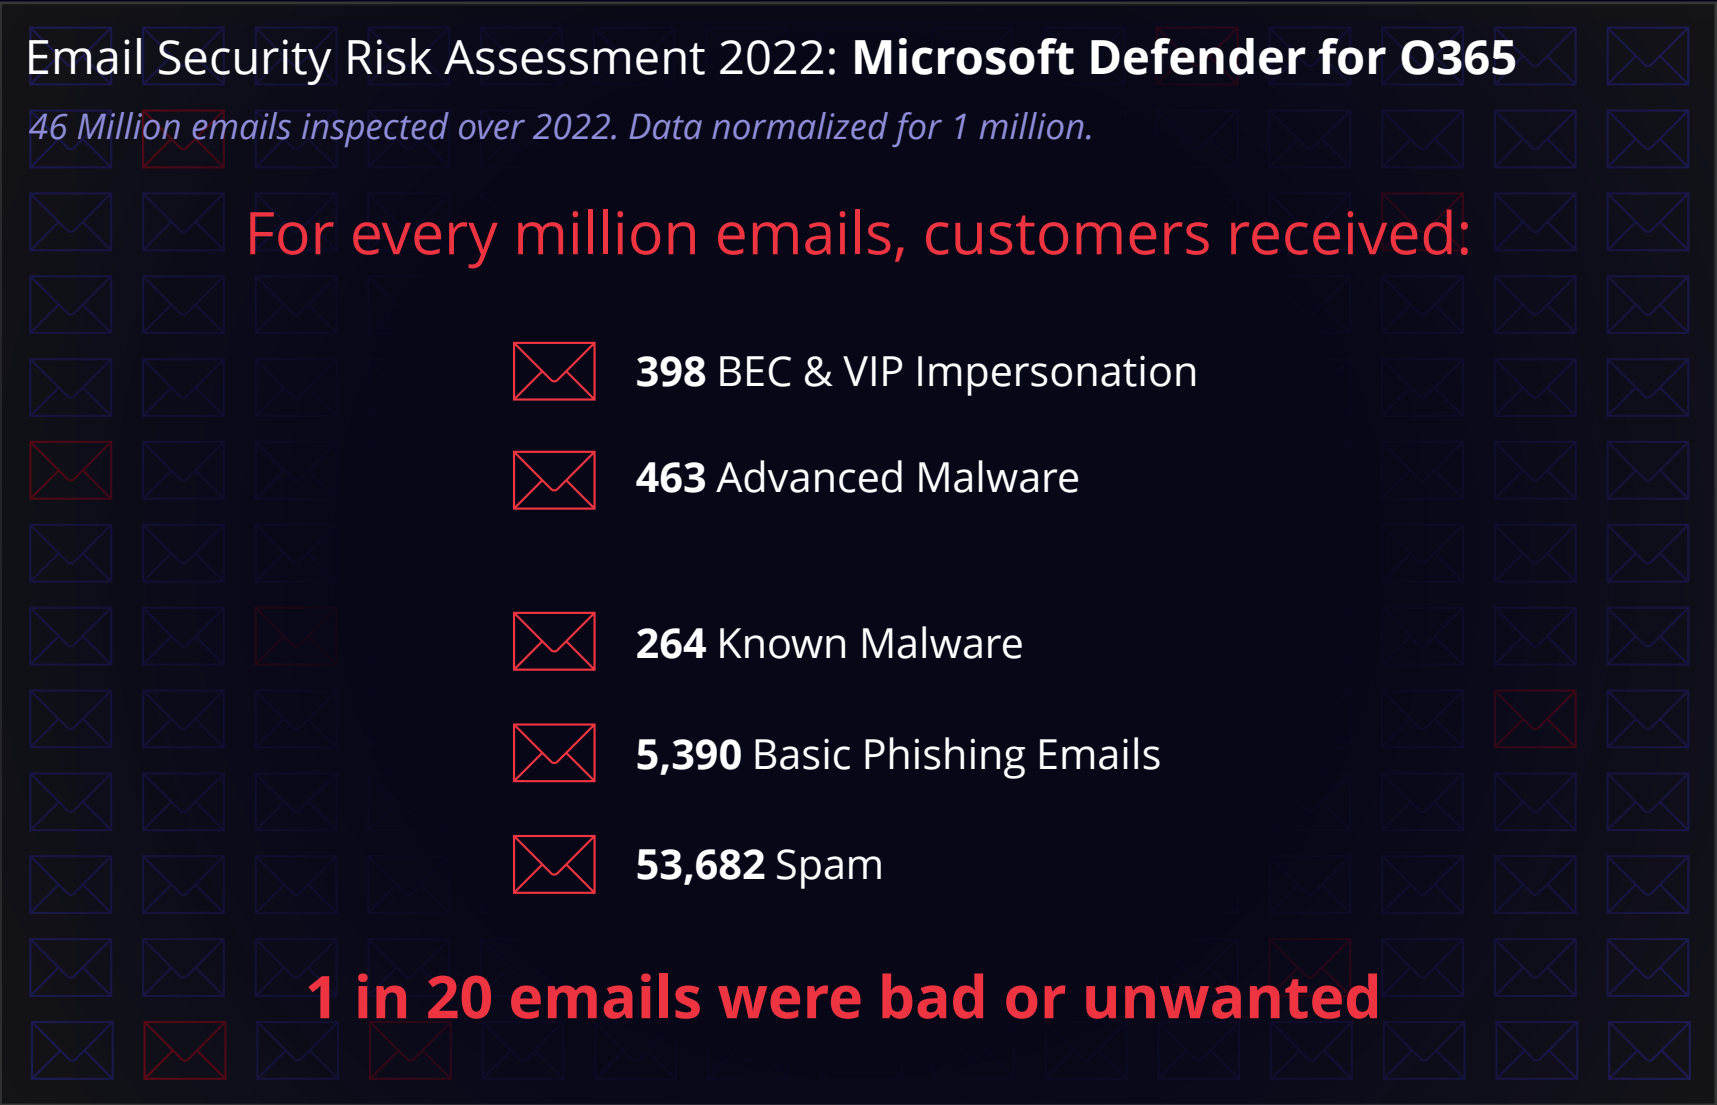 Email Security Risk Assessment 2022: Microsoft Defender for O365
46 Million emails inspected over 2022. Data normalized for 1 million.
For every million emails, customers received:
398 BEC & VIP Impersonation
463 Advanced Malware
264 Known Malware
5,390 Basic Phishing Emails
53,682 Spam
1 in 20 emails were bad or unwanted